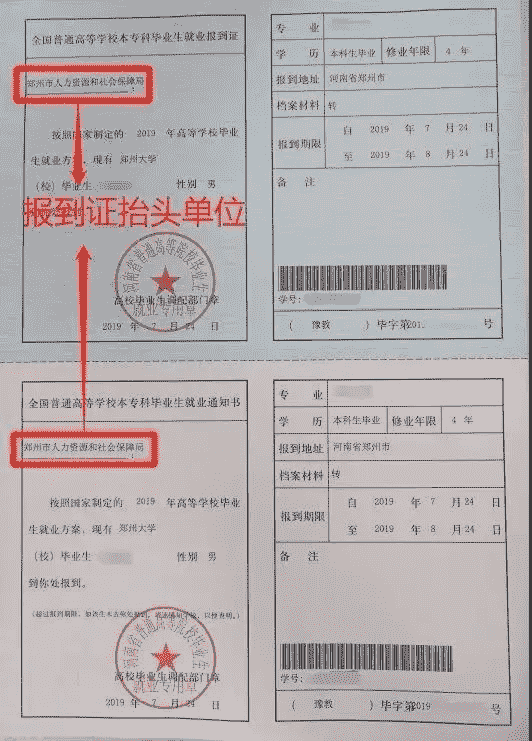 全国普通高等学校本专科毕业生就业报到证
郑州市人力资源和社会保障局
:
按照国家制定的 2019 年高等学校毕业
生就业方案，现有 郑州大学
(校) 毕业生 性别 男
报到证抬头单位
河南省普通高等院校毕业生
就业专用章
高校毕业生调配部门章
2019 年 7 月 24 日
专 业
学 历 本科生毕业 修业年限 4 年
报到地址 河南省郑州市
档案材料 转
报到期限
自 2019 年 7 月 24 日
至 2019 年 8 月 24 日
备 注
学号:
( 豫教 ) 毕字第2019 号
全国普通高等学校本专科毕业生就业通知书
郑州市人力资源和社会保障局
:
按照国家制定的 2019 年高等学校毕业
生就业方案，现有 郑州大学
(校) 毕业生 性别 男
到你处报到。
河南省普通高等院校毕业生
就业专用章
高校毕业生调配部门章
2019 年 7 月 24 日
专 业
学 历 本科生毕业 修业年限 4 年
报到地址 河南省郑州市
档案材料 转
报到期限
自 2019 年 7 月 24 日
至 2019 年 8 月 24 日
备 注
学号:
( 豫教 ) 毕字第2019 号